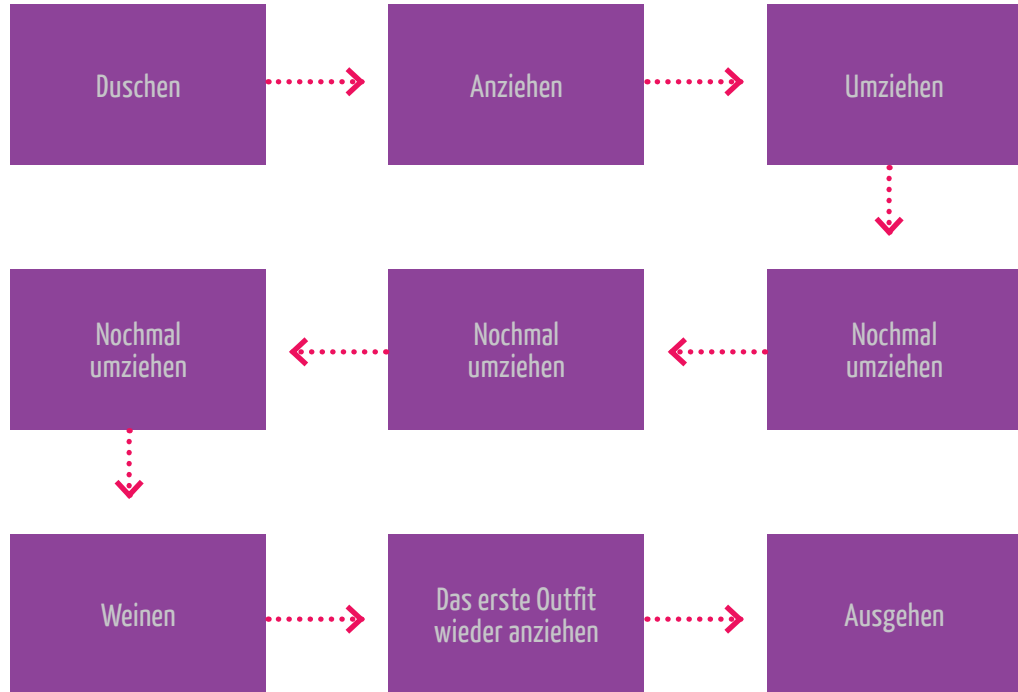 Duschen
Anziehen
Umziehen
Nochmal
umziehen
Nochmal
umziehen
Nochmal
umziehen
Weinen
Das erste Outfit
wieder anziehen
Ausgehen